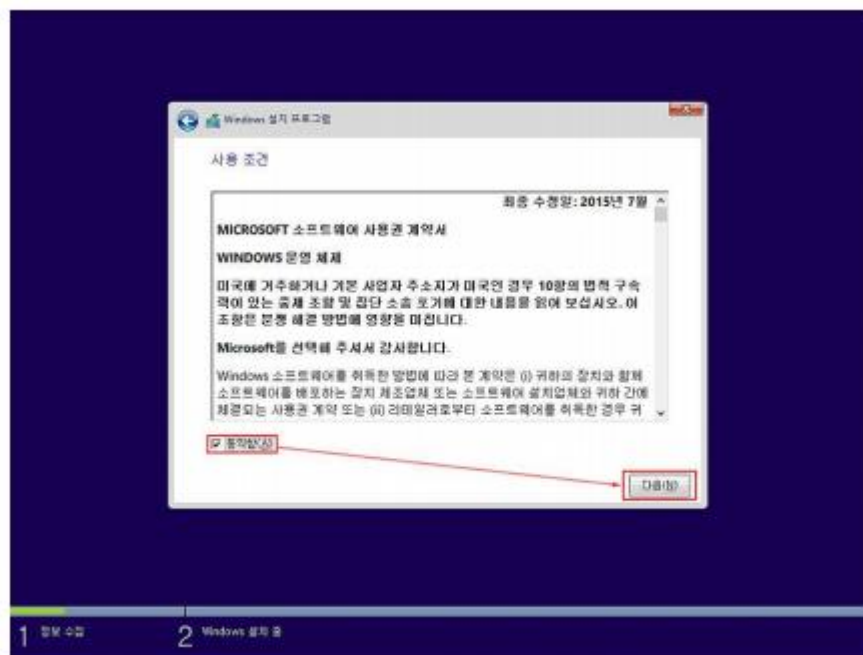 Windows 설치 프로그램
사용 조건
최종 수정일: 2015년 7월
MICROSOFT 소프트웨어 사용권 계약서
WINDOWS 운영 체제
미국에 거주하거나 기본 사업자 주소지가 미국인 경우 10항의 법적 구속
력이 있는 중재 조항 및 집단 소송 포기에 대한 내용을 읽어 보십시오. 이
조항은 분쟁 해결 방법에 영향을 미칩니다.
Microsoft를 선택해 주셔서 감사합니다.
Windows 소프트웨어를 취득한 방법에 따라 본 계약은 (i) 귀하의 장치와 함께
소프트웨어를 배포하는 장치 제조업체 또는 소프트웨어 설치업체와 귀하 간에
체결되는 사용권 계약 또는 (ii) 리테일러로부터 소프트웨어를 취득한 경우 귀
동의함(A)
다음(N)
1 정보 수집
2 Windows 설치 중